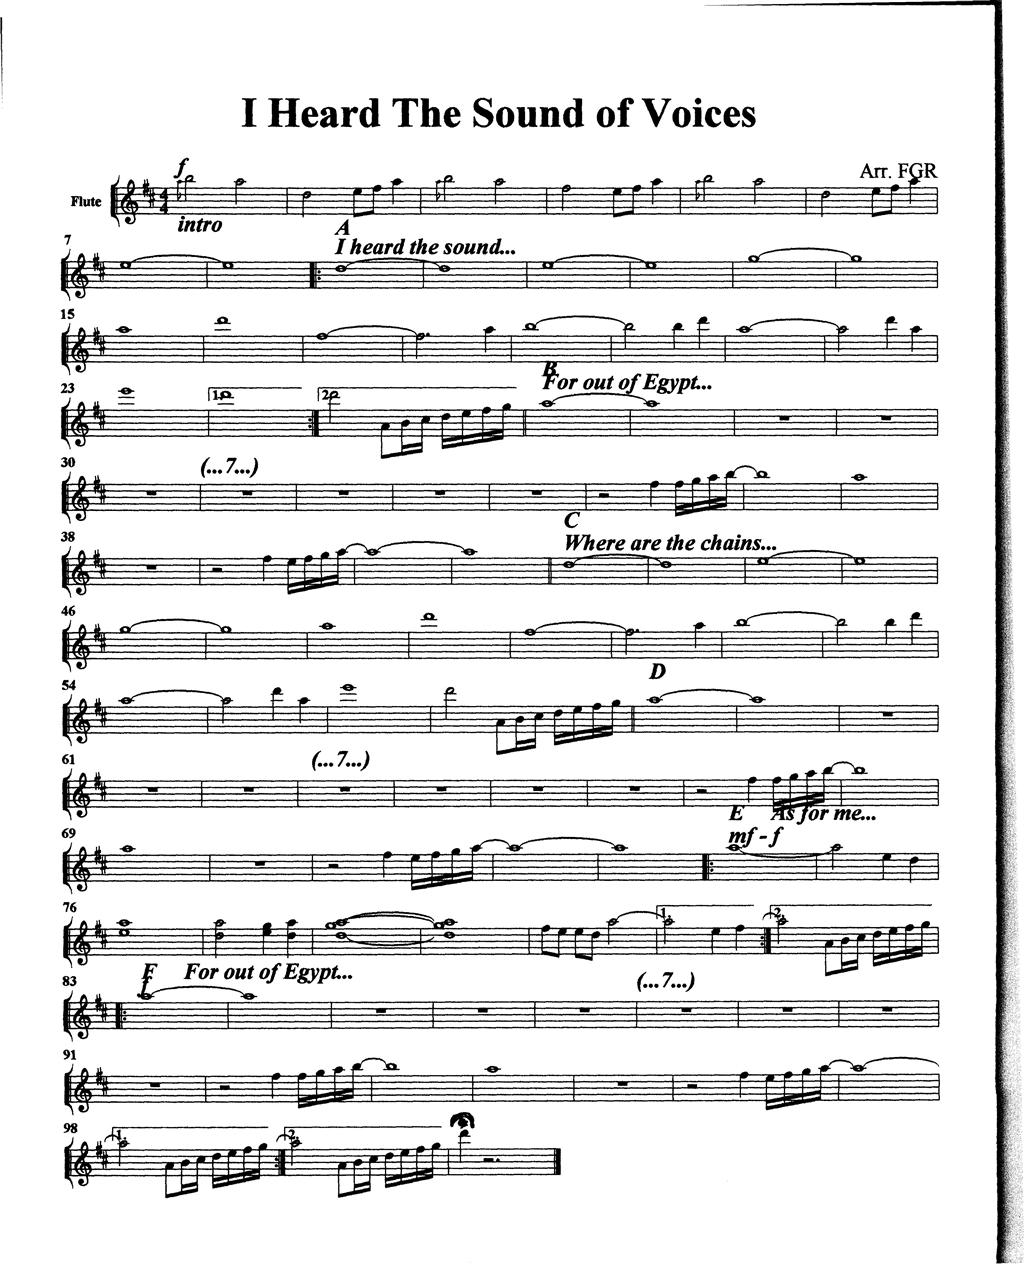 I Heard The Sound of Voices
Arr. FGR
f
Flute
intro
A
I heard the sound...
7
15
B
For out of Egypt...
23
1.
2.
30
(...7...)
C
Where are the chains...
38
46
D
54
(...7...)
61
E As for me...
mf - f
69
76
1.
2.
F For out of Egypt...
f
(...7...)
83
91
98
1.
2.